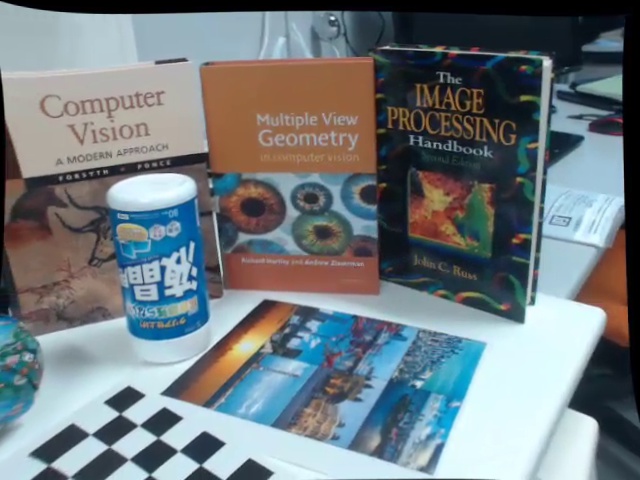 Computer
Vision
A MODERN APPROACH
FORSYTH • PONCE
Multiple View
Geometry
in computer vision
Richard Hartley and Andrew Zisserman
The
IMAGE
PROCESSING
Handbook
Second Edition
John C. Russ